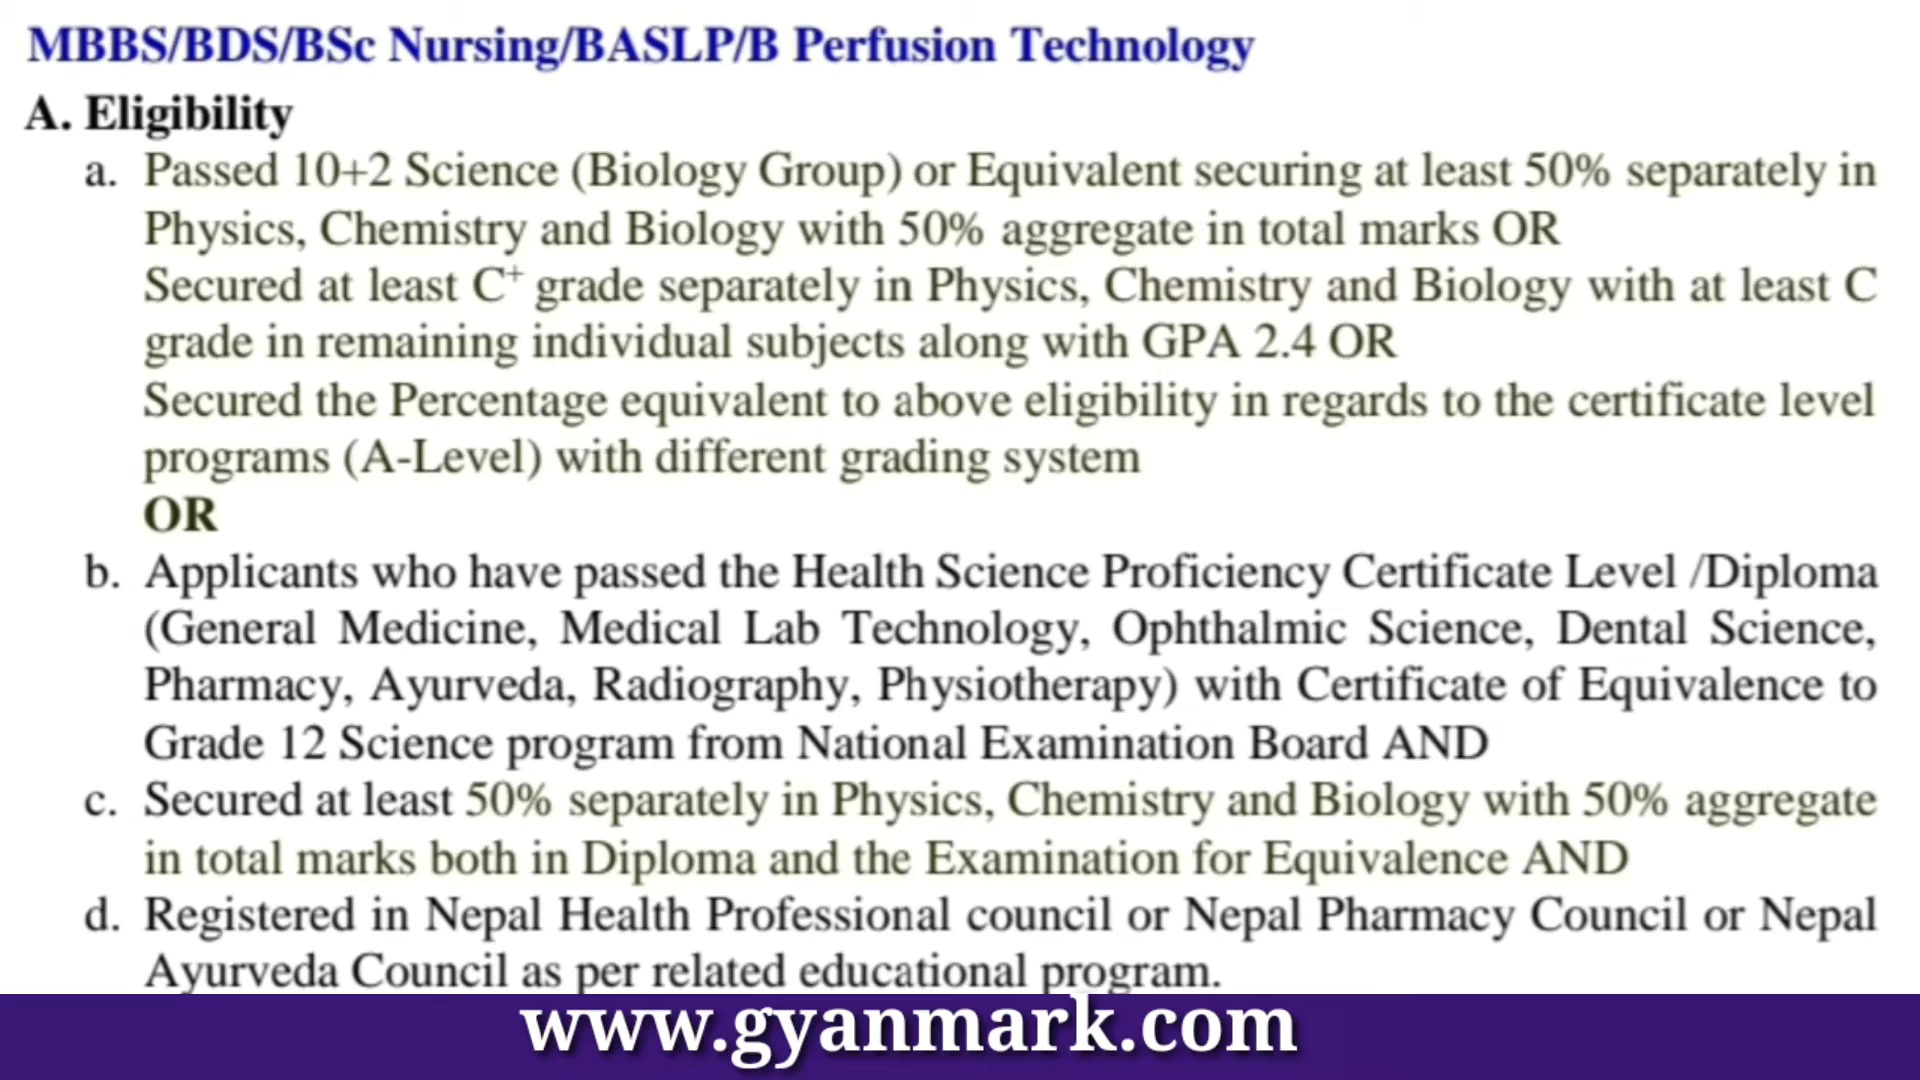 MBBS/BDS/BSc Nursing/BASLP/B Perfusion Technology
A. Eligibility
a. Passed 10+2 Science (Biology Group) or Equivalent securing at least 50% separately in
Physics, Chemistry and Biology with 50% aggregate in total marks OR
Secured at least C⁺ grade separately in Physics, Chemistry and Biology with at least C
grade in remaining individual subjects along with GPA 2.4 OR
Secured the Percentage equivalent to above eligibility in regards to the certificate level
programs (A-Level) with different grading system
OR
b. Applicants who have passed the Health Science Proficiency Certificate Level /Diploma
(General Medicine, Medical Lab Technology, Ophthalmic Science, Dental Science,
Pharmacy, Ayurveda, Radiography, Physiotherapy) with Certificate of Equivalence to
Grade 12 Science program from National Examination Board AND
c. Secured at least 50% separately in Physics, Chemistry and Biology with 50% aggregate
in total marks both in Diploma and the Examination for Equivalence AND
d. Registered in Nepal Health Professional council or Nepal Pharmacy Council or Nepal
Ayurveda Council as per related educational program.
www.gyanmark.com